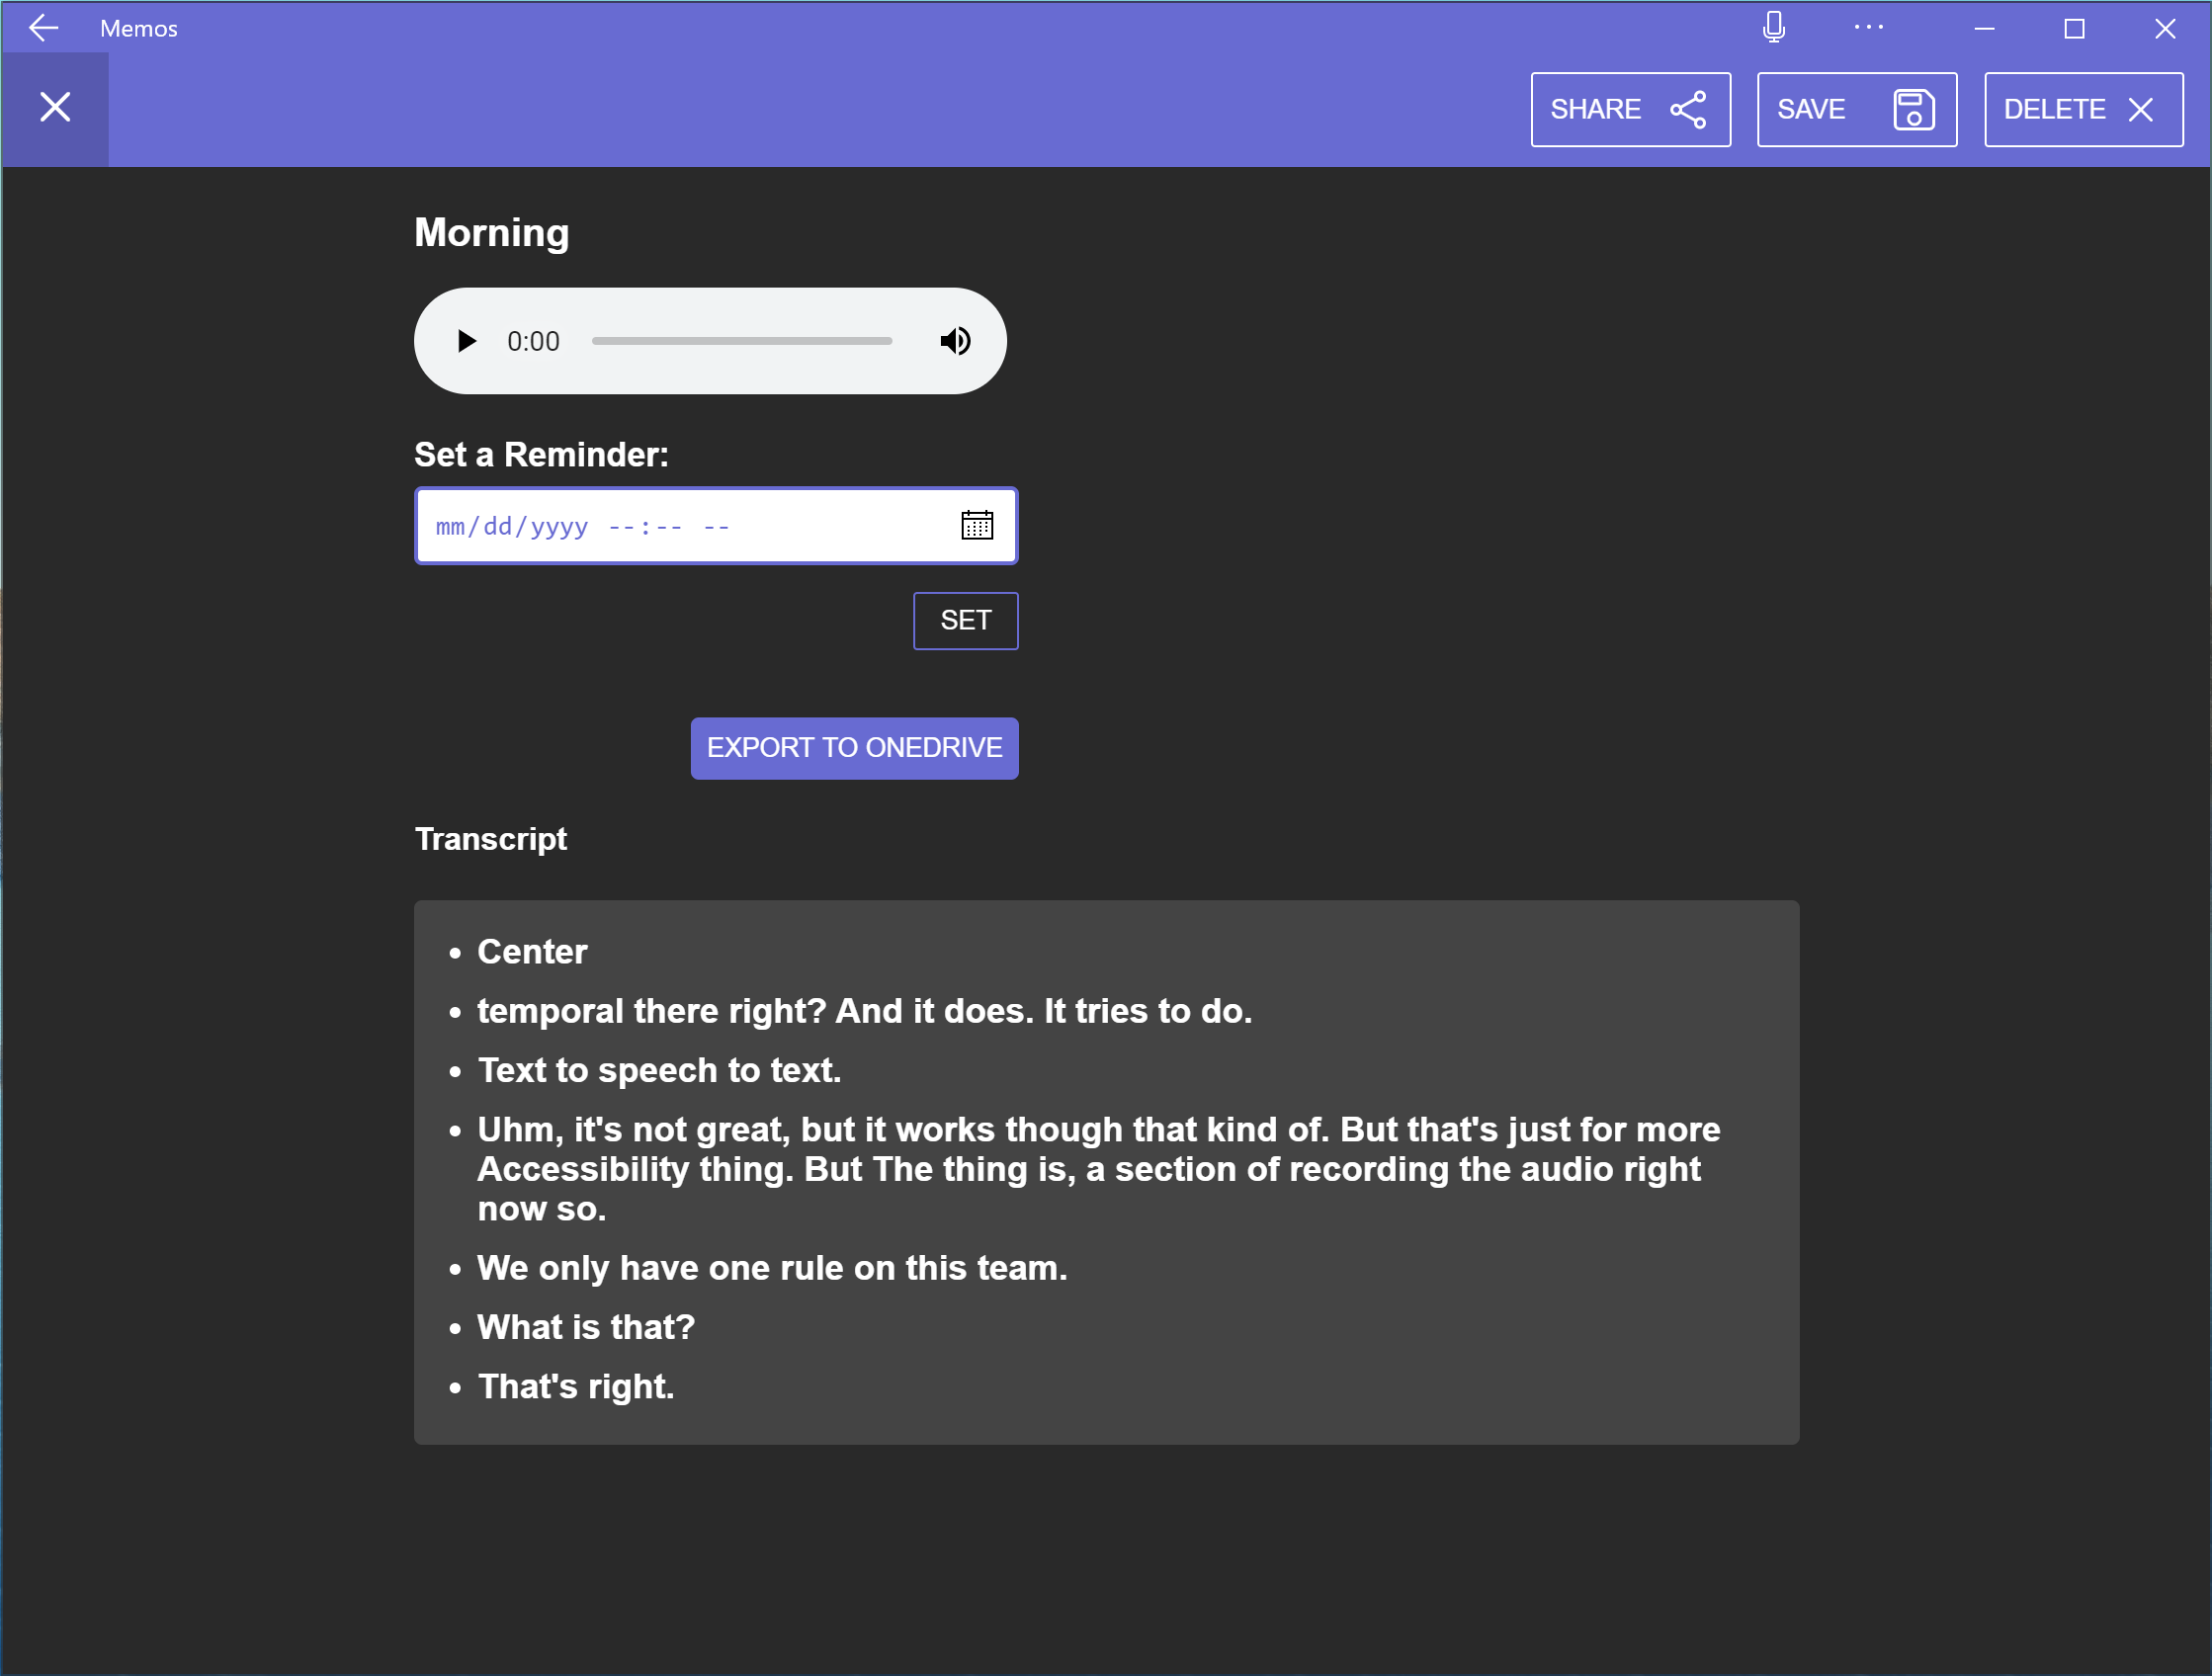 Memos
SHARE
SAVE
DELETE
Morning
0:00
Set a Reminder:
mm/dd/yyyy --:-- --
SET
EXPORT TO ONEDRIVE
Transcript
Center
temporal there right? And it does. It tries to do.
Text to speech to text.
Uhm, it's not great, but it works though that kind of. But that's just for more
Accessibility thing. But The thing is, a section of recording the audio right
now so.
We only have one rule on this team.
What is that?
That's right.